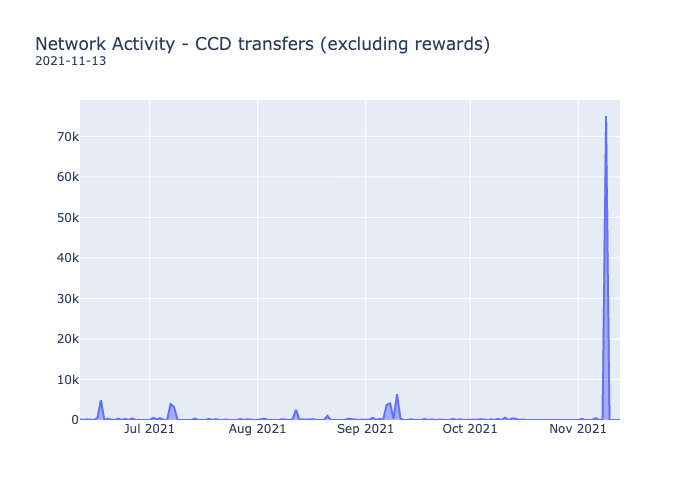 Network Activity - CCD transfers (excluding rewards)
2021-11-13
70k
60k
50k
40k
30k
20k
10k
0
Jul 2021 Aug 2021 Sep 2021 Oct 2021 Nov 2021